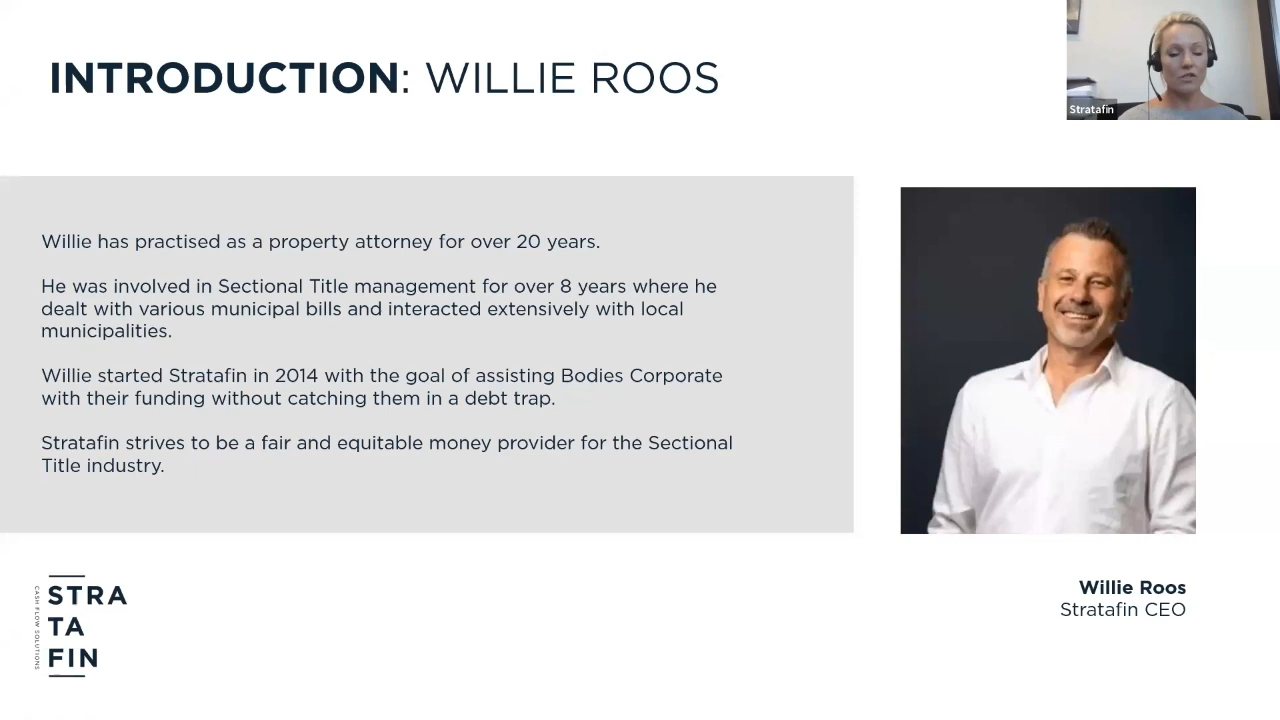 INTRODUCTION: WILLIE ROOS
Stratafin
Willie has practised as a property attorney for over 20 years.
He was involved in Sectional Title management for over 8 years where he
dealt with various municipal bills and interacted extensively with local
municipalities.
Willie started Stratafin in 2014 with the goal of assisting Bodies Corporate
with their funding without catching them in a debt trap.
Stratafin strives to be a fair and equitable money provider for the Sectional
Title industry.
Willie Roos
Stratafin CEO
CASH FLOW SOLUTIONS
STRA
TA
FIN